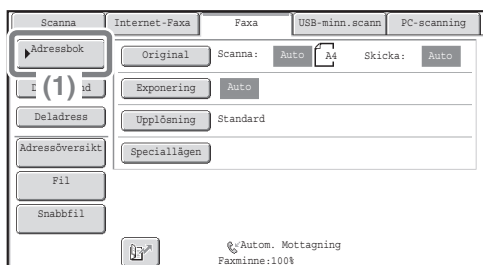 Scanna Internet-Faxa Faxa USB-minn.scann PC-scanning
Adressbok Original Scanna: Auto A4 Skicka: Auto
(1) Exponering Auto
Deladress Upplösning Standard
Adressöversikt Speciallägen
Fil
Snabbfil
Autom. Mottagning
Faxminne:100%